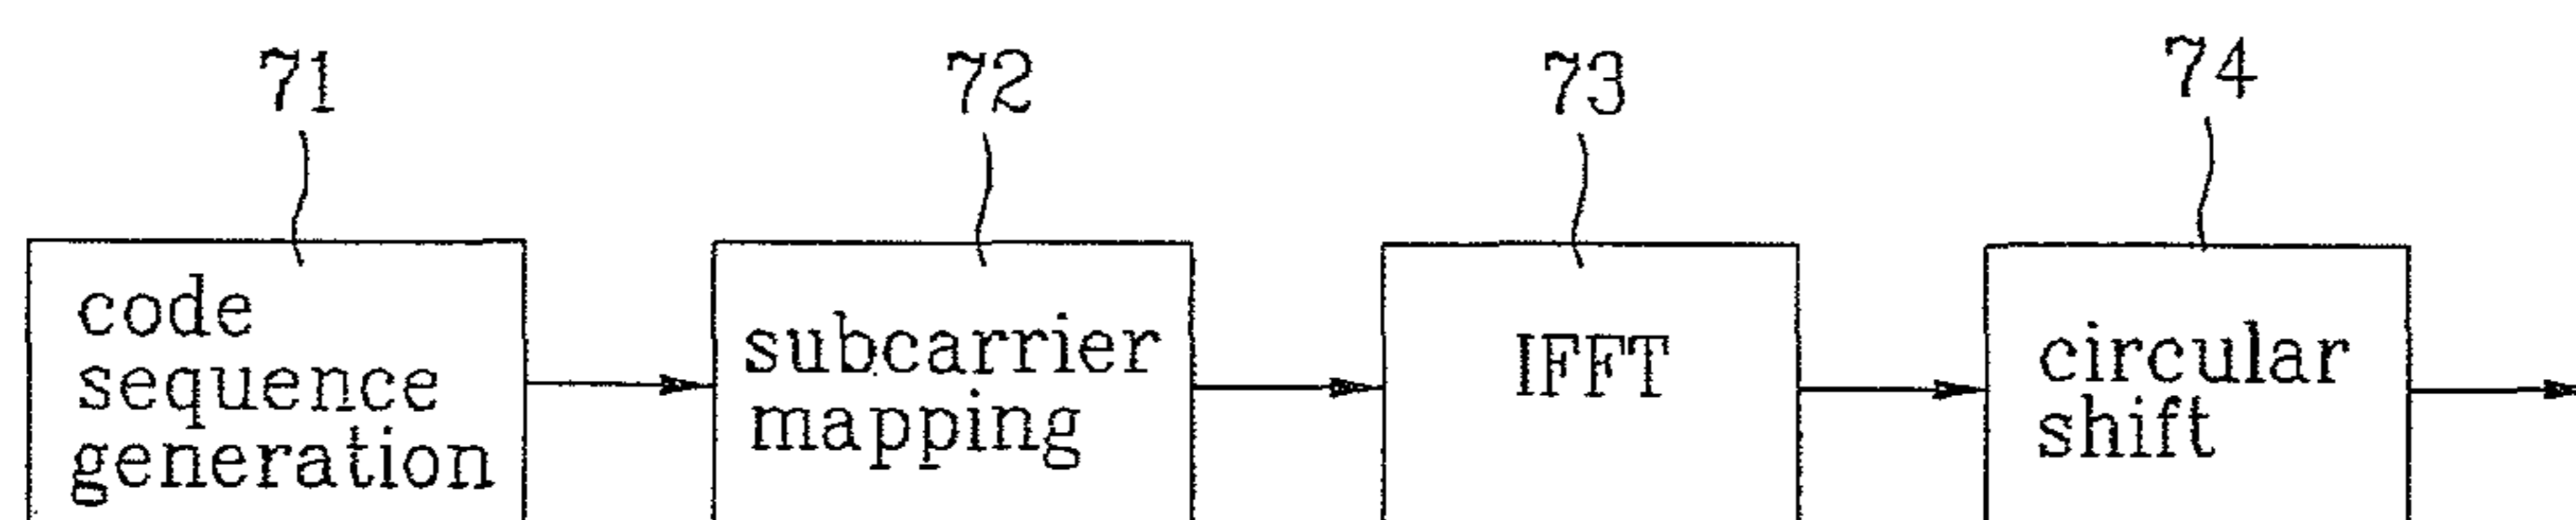 71
72
73
74
code
sequence
generation
subcarrier
mapping
IFFT
circular
shift